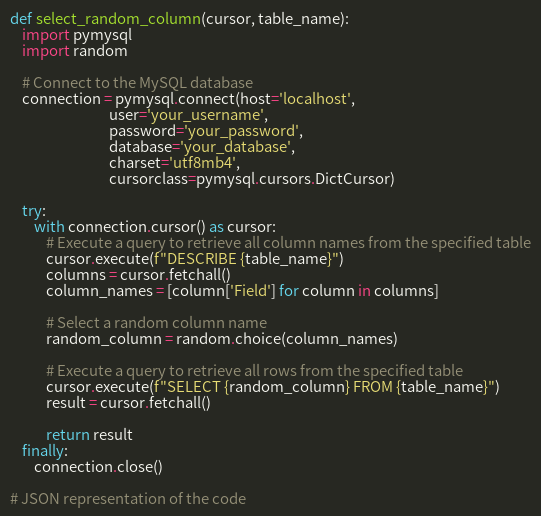 def select_random_column(cursor, table_name):
    import pymysql
    import random

    # Connect to the MySQL database
    connection = pymysql.connect(host='localhost',
                                 user='your_username',
                                 password='your_password',
                                 database='your_database',
                                 charset='utf8mb4',
                                 cursorclass=pymysql.cursors.DictCursor)

    try:
        with connection.cursor() as cursor:
            # Execute a query to retrieve all column names from the specified table
            cursor.execute(f"DESCRIBE {table_name}")
            columns = cursor.fetchall()
            column_names = [column['Field'] for column in columns]

            # Select a random column name
            random_column = random.choice(column_names)

            # Execute a query to retrieve all rows from the specified table
            cursor.execute(f"SELECT {random_column} FROM {table_name}")
            result = cursor.fetchall()

            return result
    finally:
        connection.close()

# JSON representation of the code